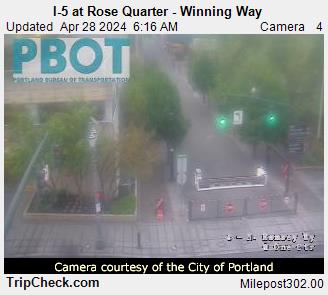 I-5 at Rose Quarter - Winning Way
Updated Apr 28 2024 6:16 AM Camera 4
PBOT
PORTLAND BUREAU OF TRANSPORTATION
Camera courtesy of the City of Portland
TripCheck.com Milepost302.00